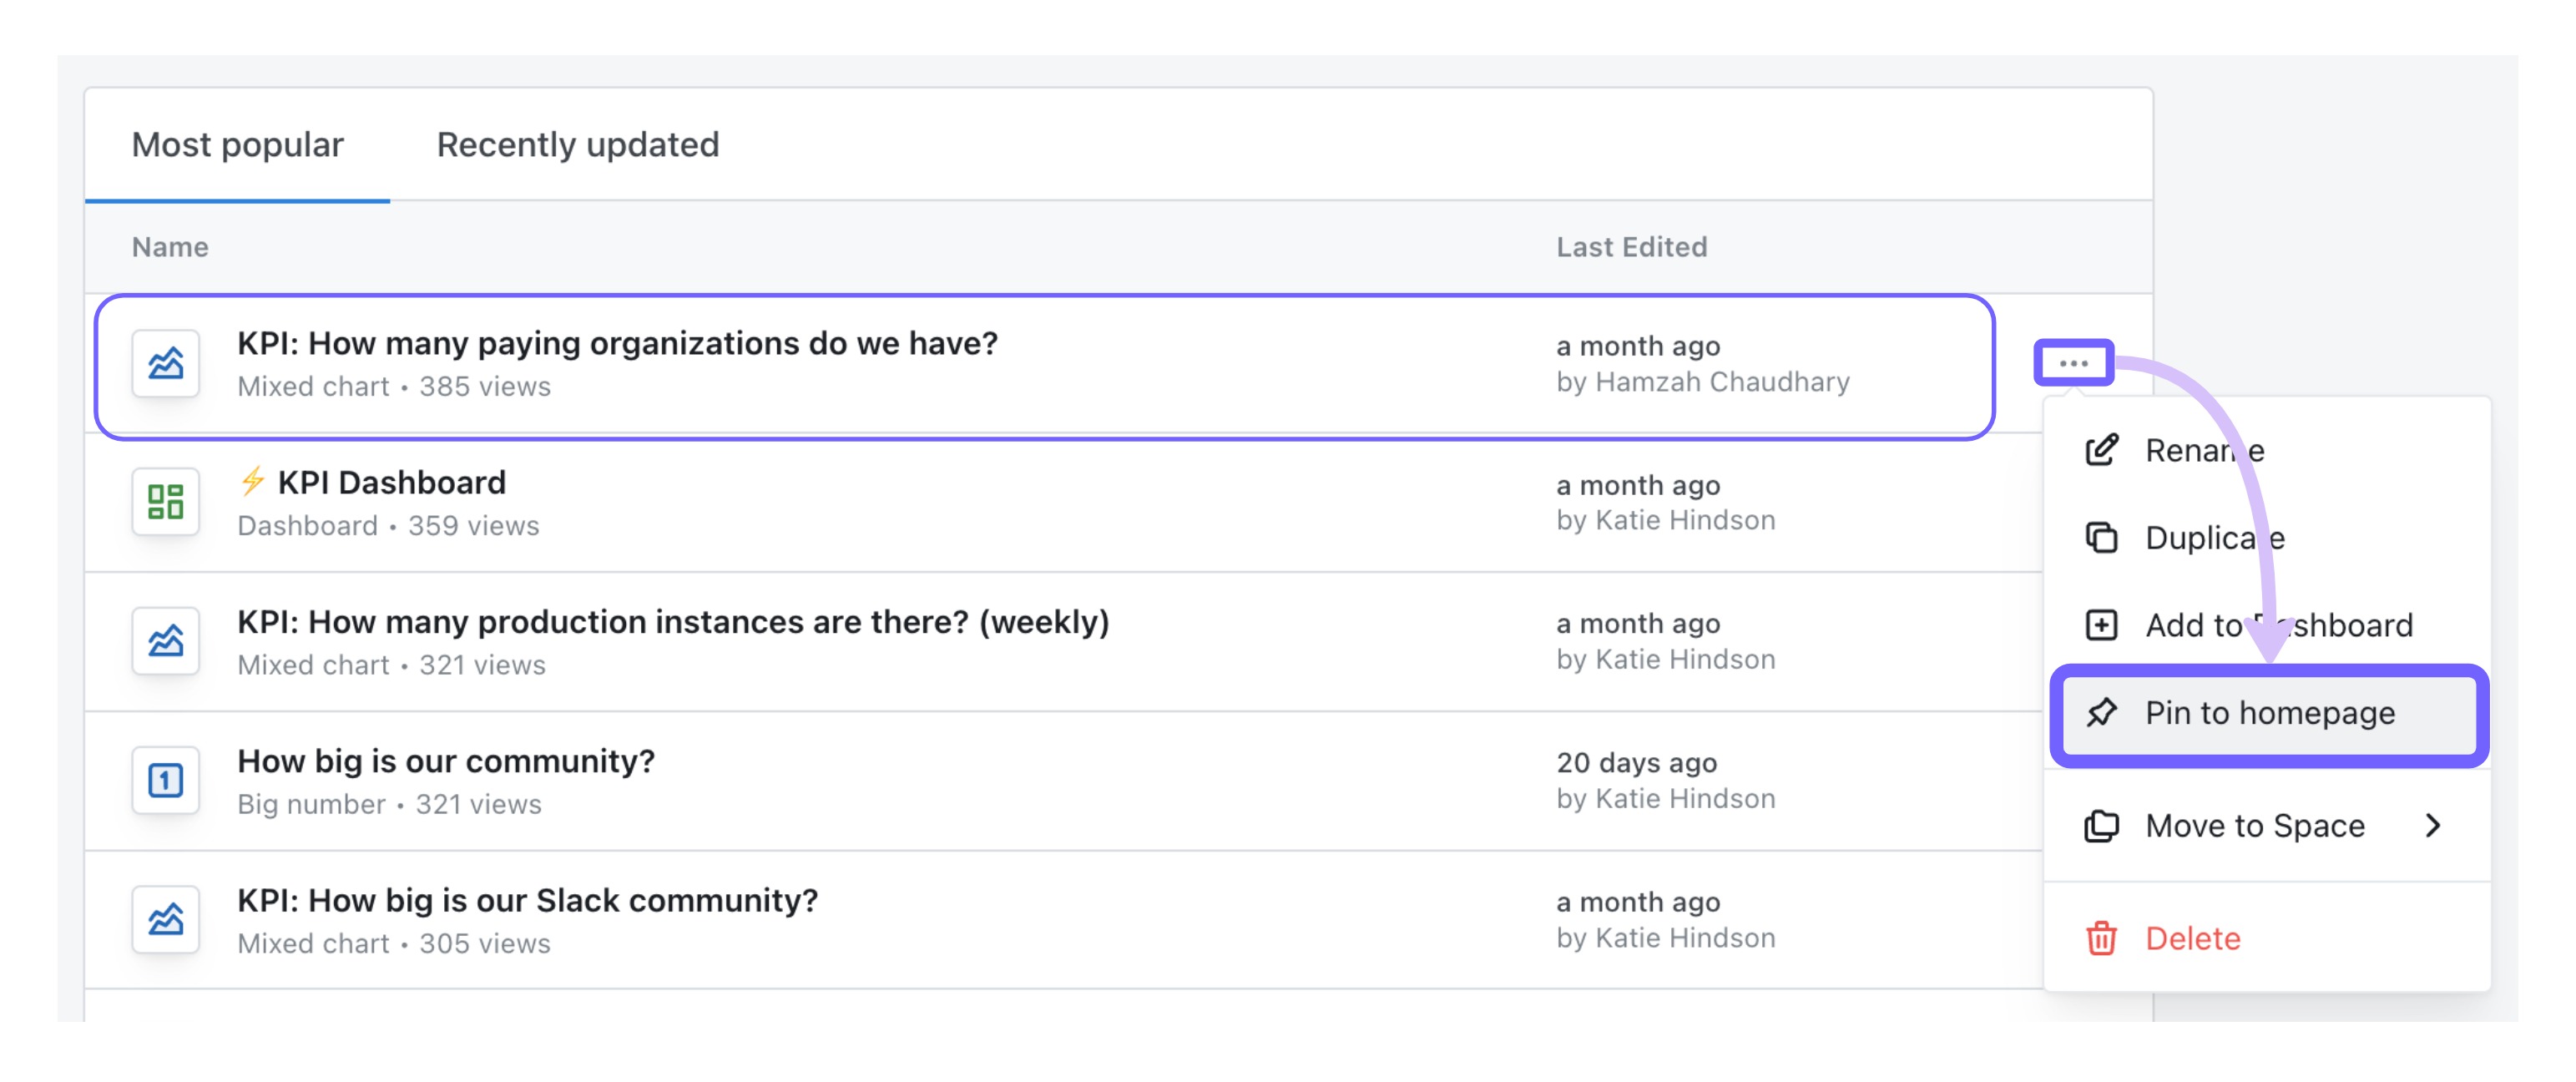 Most popular
Recently updated
Name
Last Edited
KPI: How many paying organizations do we have?
Mixed chart • 385 views
a month ago
by Hamzah Chaudhary
⚡ KPI Dashboard
Dashboard • 359 views
a month ago
by Katie Hindson
KPI: How many production instances are there? (weekly)
Mixed chart • 321 views
a month ago
by Katie Hindson
1
How big is our community?
Big number • 321 views
20 days ago
by Katie Hindson
KPI: How big is our Slack community?
Mixed chart • 305 views
a month ago
by Katie Hindson
Rename
Duplicate
Add to Dashboard
Pin to homepage
Move to Space
Delete